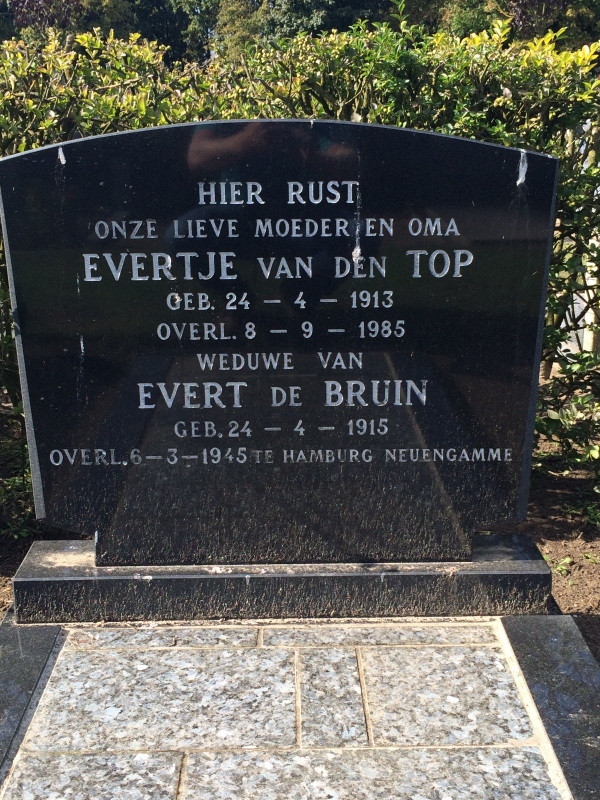 HIER RUST
ONZE LIEVE MOEDER EN OMA
EVERTJE VAN DEN TOP
GEB. 24 – 4 – 1913
OVERL. 8 – 9 – 1985
WEDUWE VAN
EVERT DE BRUIN
GEB. 24 – 4 – 1915
OVERL. 6 – 3 – 1945 TE HAMBURG NEUENGAMME